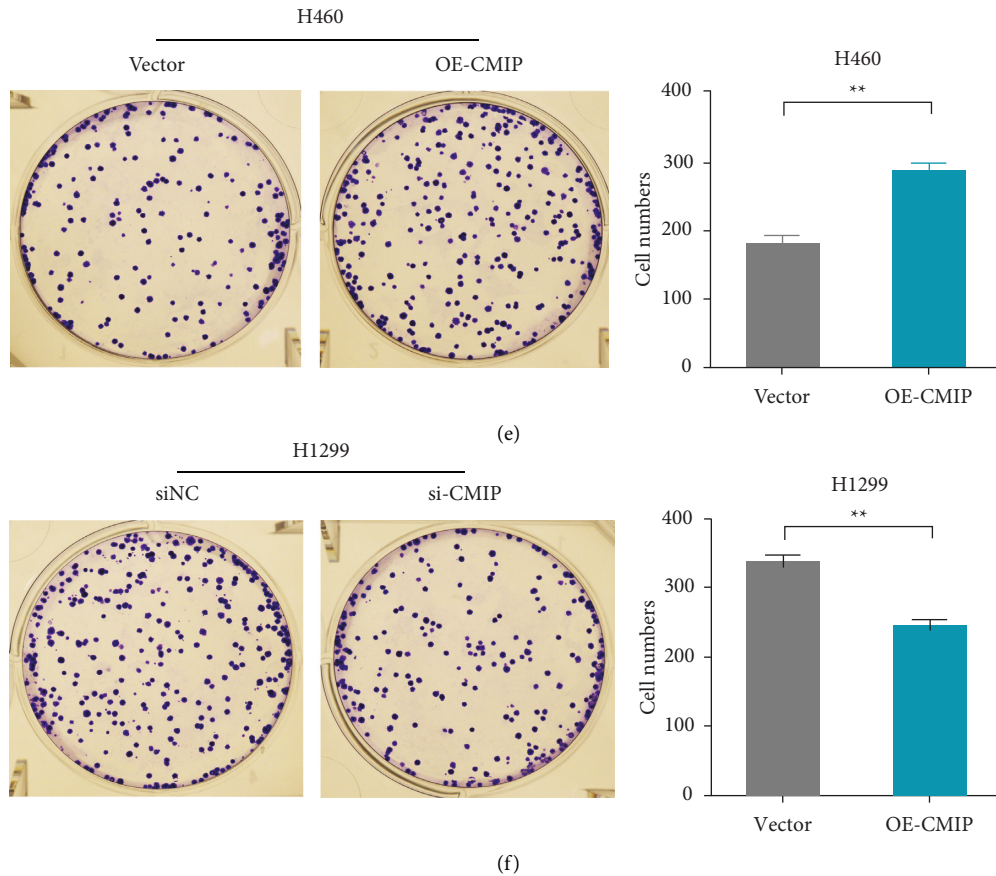 H460
Vector OE-CMIP
H460
**
400
300
200
100
0
Cell numbers
Vector OE-CMIP
(e)
H1299
siNC si-CMIP
H1299
**
400
300
200
100
0
Cell numbers
Vector OE-CMIP
(f)